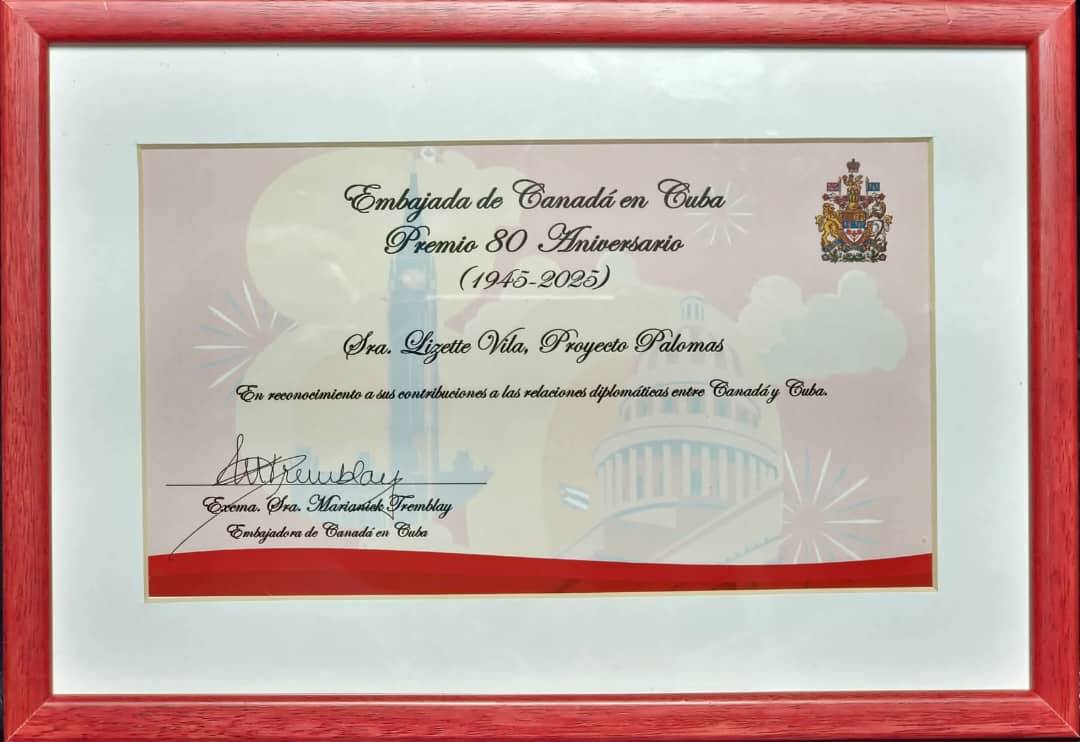 Embajada de Canadá en Cuba
Premio 80 Aniversario
(1945-2025)
Sra. Lizette Vila, Proyecto Palomas
En reconocimiento a sus contribuciones a las relaciones diplomáticas entre Canadá y Cuba.
MTremblay
Excma. Sra. Marianick Tremblay
Embajadora de Canadá en Cuba